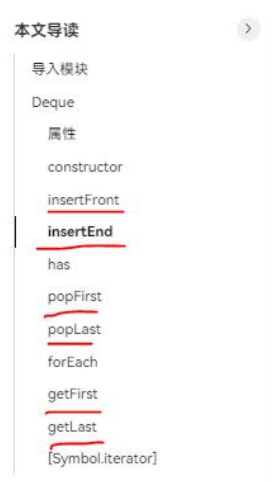 本文导读
导入模块
Deque
属性
constructor
insertFront
insertEnd
has
popFirst
popLast
forEach
getFirst
getLast
[Symbol.iterator]